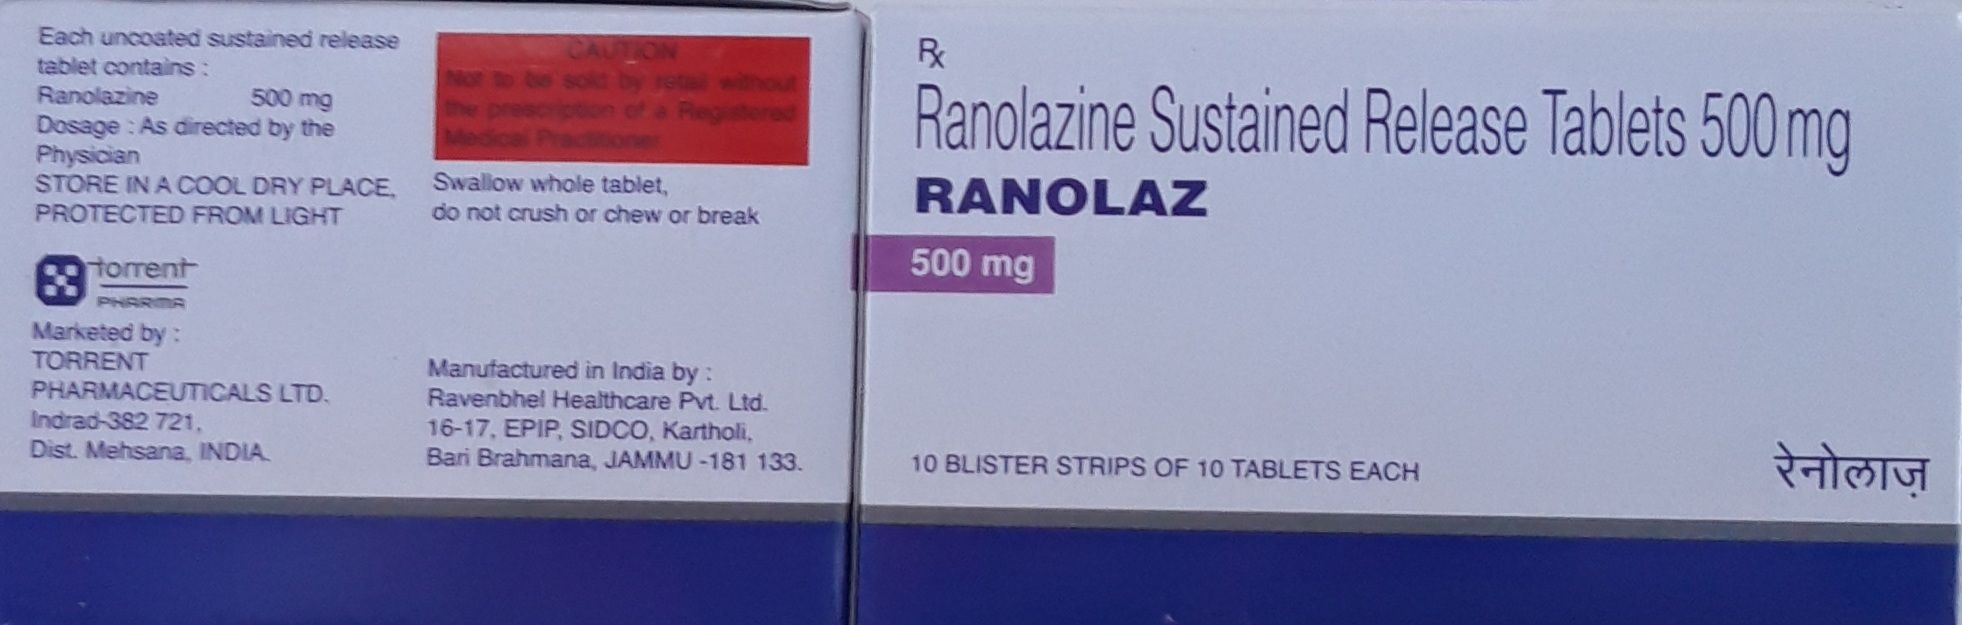 Each uncoated sustained release
tablet contains :
Ranolazine 500 mg
Dosage : As directed by the
Physician
STORE IN A COOL DRY PLACE,
PROTECTED FROM LIGHT
CAUTION
Not to be sold by retail without
the prescription of a Registered
Medical Practitioner
Swallow whole tablet,
do not crush or chew or break
torrent
PHARMA
Marketed by :
TORRENT
PHARMACEUTICALS LTD.
Indrad-382 721,
Dist. Mehsana, INDIA.
Manufactured in India by :
Ravenbhel Healthcare Pvt. Ltd.
16-17, EPIP, SIDCO, Kartholi,
Bari Brahmana, JAMMU -181 133.
Rx
Ranolazine Sustained Release Tablets 500 mg
RANOLAZ
500 mg
10 BLISTER STRIPS OF 10 TABLETS EACH
रेनोलाज़